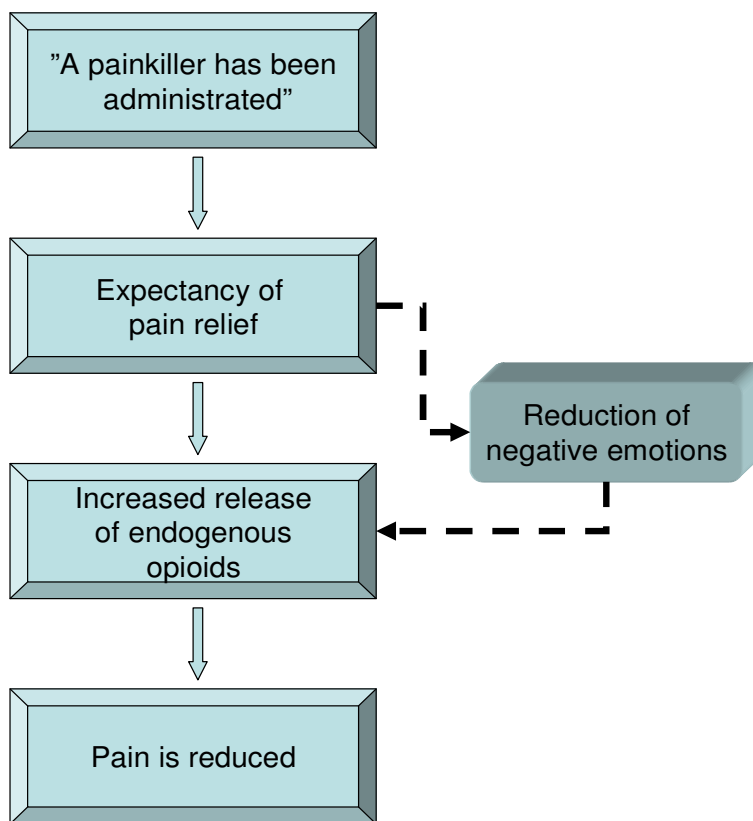 ”A painkiller has been
administrated”
Expectancy of
pain relief
Reduction of
negative emotions
Increased release
of endogenous
opioids
Pain is reduced